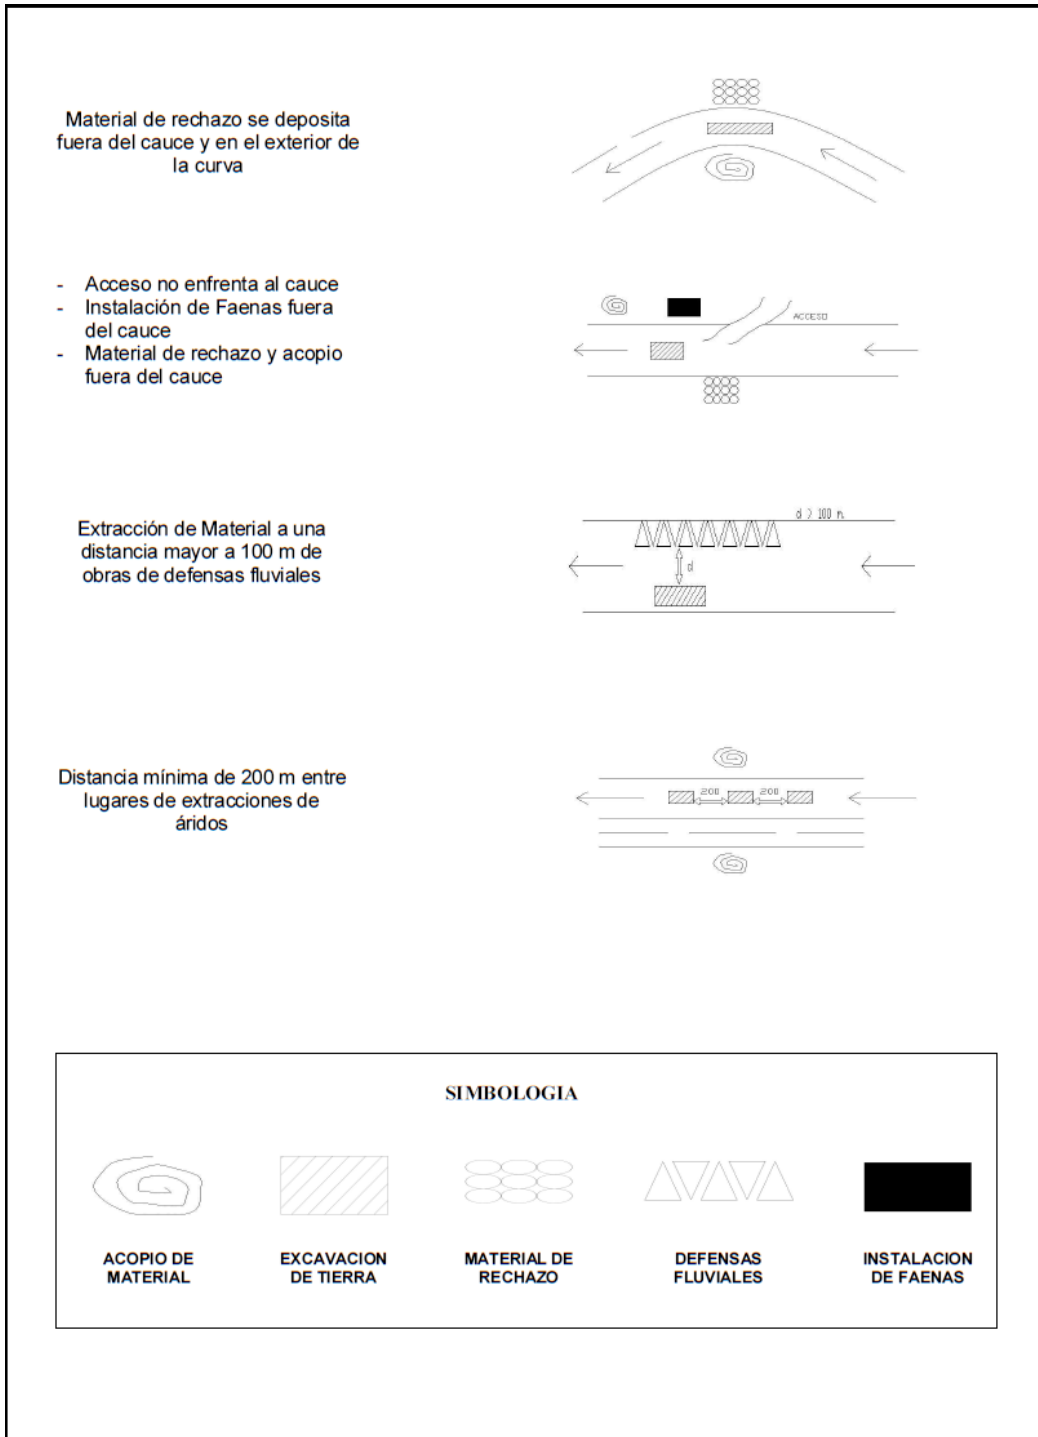 Material de rechazo se deposita
fuera del cauce y en el exterior de
la curva
- Acceso no enfrenta al cauce
- Instalación de Faenas fuera
del cauce
- Material de rechazo y acopio
fuera del cauce
ACCESO
Extracción de Material a una
distancia mayor a 100 m de
obras de defensas fluviales
d > 100 m.
d
Distancia mínima de 200 m entre
lugares de extracciones de
áridos
200 200
SIMBOLOGIA
ACOPIO DE
MATERIAL
EXCAVACION
DE TIERRA
MATERIAL DE
RECHAZO
DEFENSAS
FLUVIALES
INSTALACION
DE FAENAS